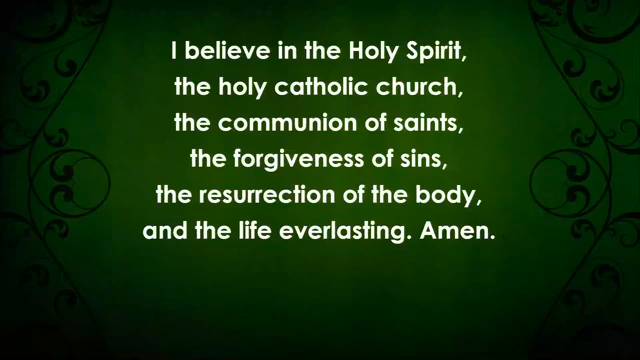 I believe in the Holy Spirit,
the holy catholic church,
the communion of saints,
the forgiveness of sins,
the resurrection of the body,
and the life everlasting. Amen.